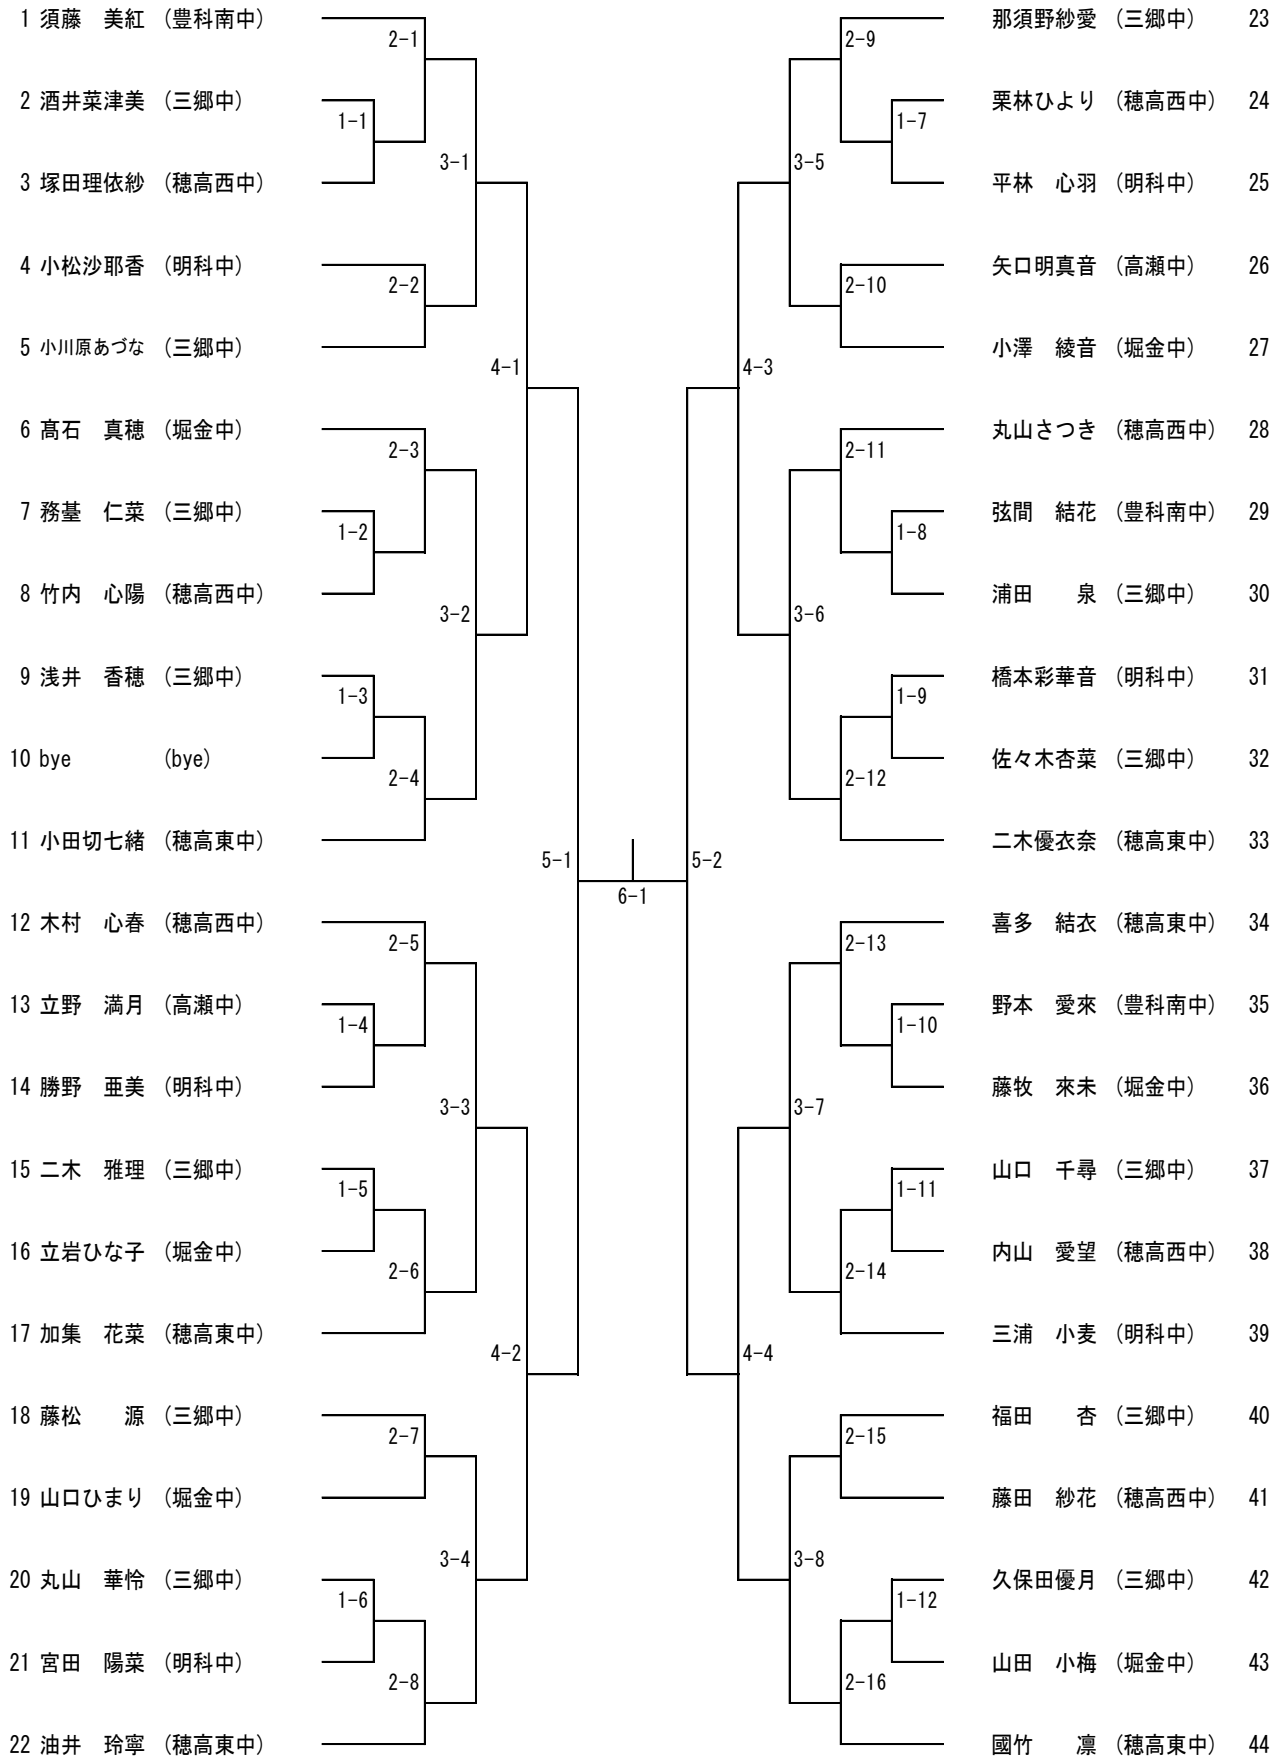 1 須藤　美紅 （豊科南中）
2 酒井菜津美 （三郷中）
3 塚田理依紗 （穂高西中）
4 小松沙耶香 （明科中）
5 小川原あづな （三郷中）
6 髙石　真穂 （堀金中）
7 務䑓　仁菜 （三郷中）
8 竹内　心陽 （穂高西中）
9 浅井　香穂 （三郷中）
10 bye (bye)
11 小田切七緒 （穂高東中）
12 木村　心春 （穂高西中）
13 立野　満月 （高瀬中）
14 勝野　亜美 （明科中）
15 二木　雅理 （三郷中）
16 立岩ひな子 （堀金中）
17 加集　花菜 （穂高東中）
18 藤松　　源 （三郷中）
19 山口ひまり （堀金中）
20 丸山　華怜 （三郷中）
21 宮田　陽菜 （明科中）
22 油井　玲寧 （穂高東中）
1-1
1-2
1-3
1-4
1-5
1-6
2-1
2-2
2-3
2-4
2-5
2-6
2-7
2-8
3-1
3-2
3-3
3-4
4-1
4-2
5-1
6-1
5-2
4-3
4-4
3-5
3-6
3-7
3-8
2-9
2-10
2-11
2-12
2-13
2-14
2-15
2-16
1-7
1-8
1-9
1-10
1-11
1-12
那須野紗愛 （三郷中） 23
栗林ひより （穂高西中） 24
平林　心羽 （明科中） 25
矢口明真音 （高瀬中） 26
小澤　綾音 （堀金中） 27
丸山さつき （穂高西中） 28
弦間　結花 （豊科南中） 29
浦田　　泉 （三郷中） 30
橋本彩華音 （明科中） 31
佐々木杏菜 （三郷中） 32
二木優衣奈 （穂高東中） 33
喜多　結衣 （穂高東中） 34
野本　愛來 （豊科南中） 35
藤牧　來未 （堀金中） 36
山口　千尋 （三郷中） 37
内山　愛望 （穂高西中） 38
三浦　小麦 （明科中） 39
福田　　杏 （三郷中） 40
藤田　紗花 （穂高西中） 41
久保田優月 （三郷中） 42
山田　小梅 （堀金中） 43
國竹　　凛 （穂高東中） 44